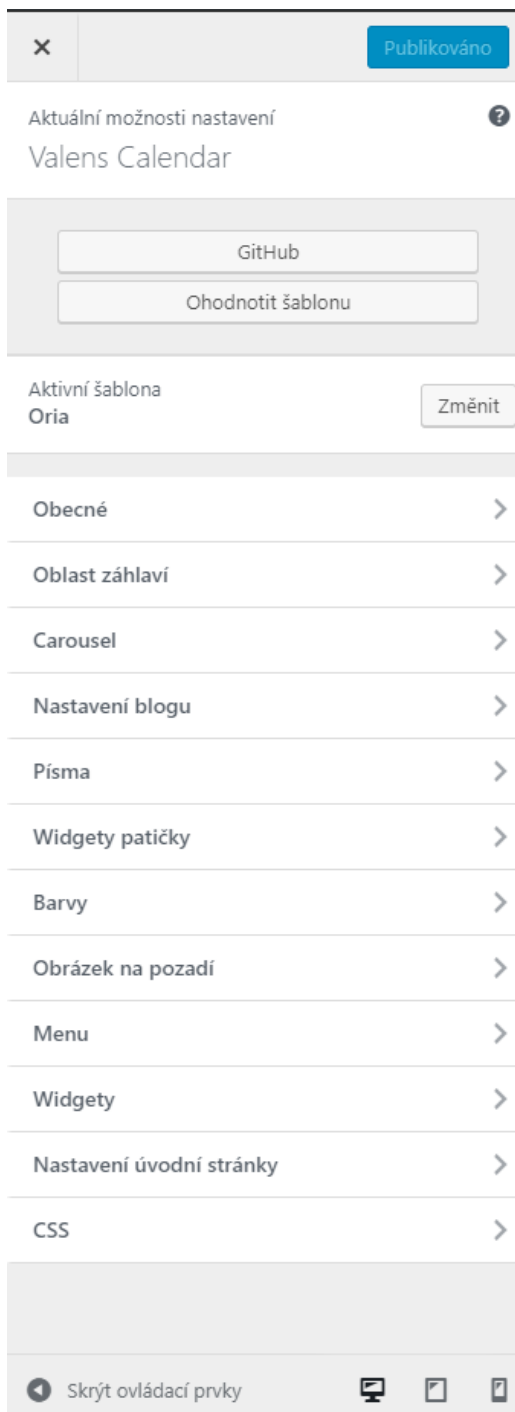 Publikováno
Aktuální možnosti nastavení
Valens Calendar
GitHub
Ohodnotit šablonu
Aktivní šablona
Oria
Změnit
Obecné
Oblast záhlaví
Carousel
Nastavení blogu
Písma
Widgety patičky
Barvy
Obrázek na pozadí
Menu
Widgety
Nastavení úvodní stránky
CSS
Skrýt ovládací prvky